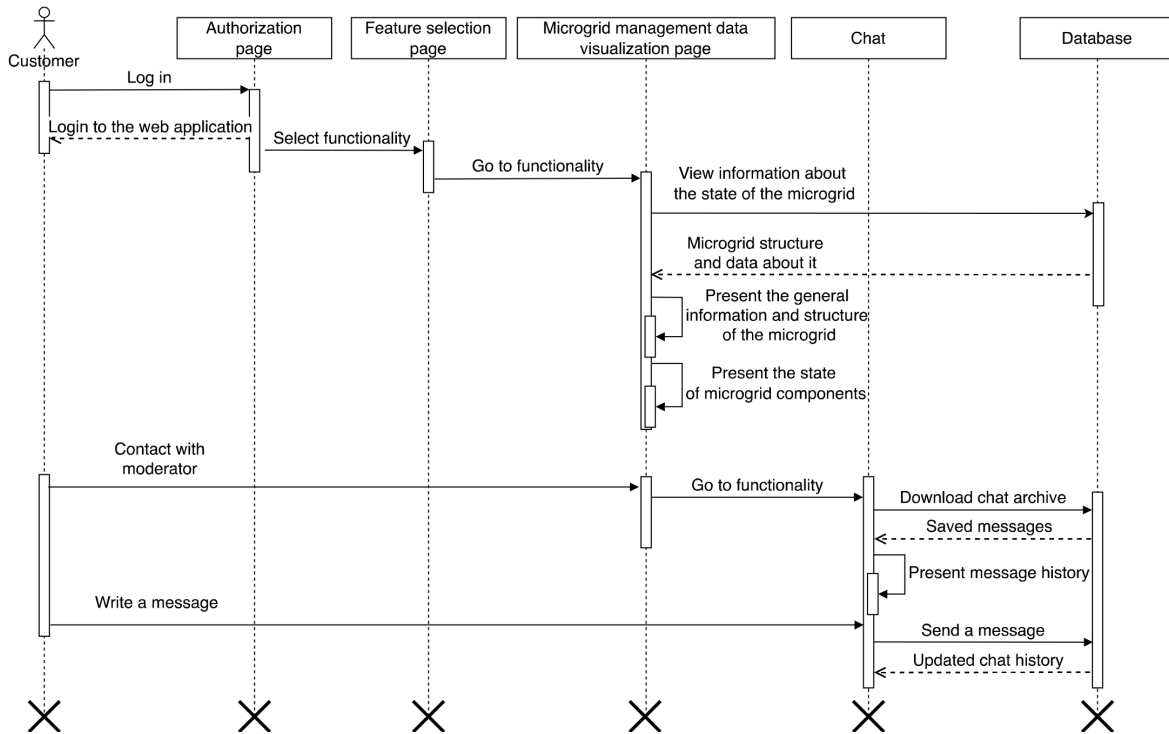 Customer
Authorization
page
Feature selection
page
Microgrid management data
visualization page
Chat
Database
Log in
Login to the web application
Select functionality
Go to functionality
View information about
the state of the microgrid
Microgrid structure
and data about it
Present the general
information and structure
of the microgrid
Present the state
of microgrid components
Contact with
moderator
Go to functionality
Download chat archive
Saved messages
Present message history
Write a message
Send a message
Updated chat history